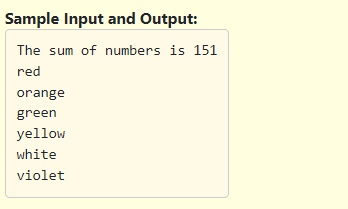 Sample Input and Output:
The sum of numbers is 151
red
orange
green
yellow
white
violet